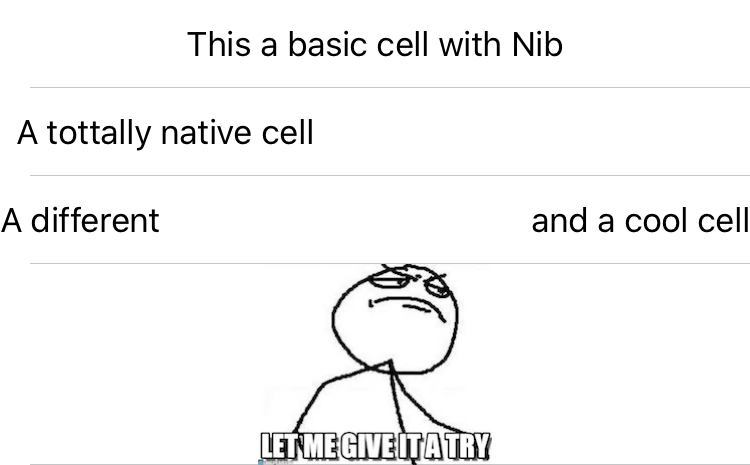 This a basic cell with Nib
A tottally native cell
A different and a cool cell
LET ME GIVE IT A TRY